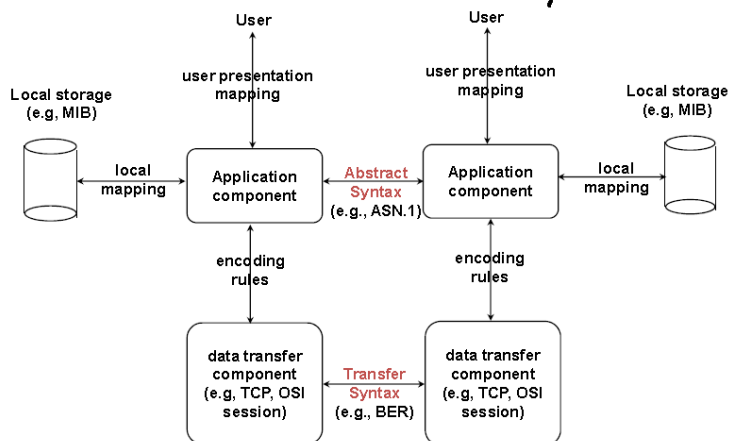 User
User
user presentation
mapping
user presentation
mapping
Local storage
(e.g, MIB)
Local storage
(e.g, MIB)
local
mapping
Application
component
Abstract
Syntax
(e.g., ASN.1)
Application
component
local
mapping
encoding
rules
encoding
rules
data transfer
component
(e.g, TCP, OSI
session)
Transfer
Syntax
(e.g., BER)
data transfer
component
(e.g, TCP, OSI
session)